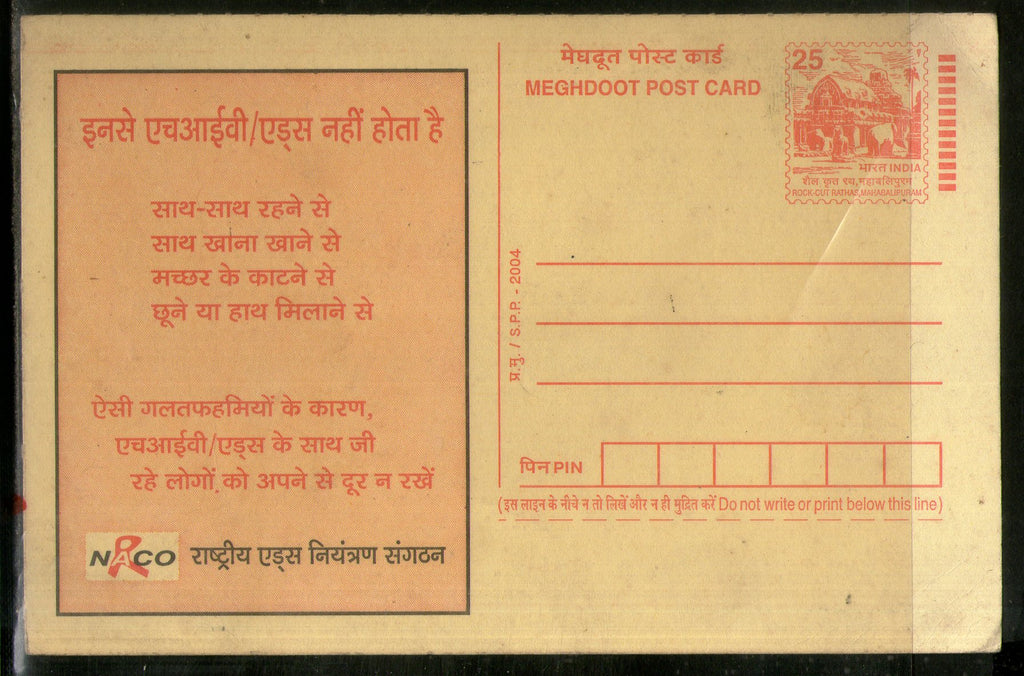 इनसे एचआईवी/एड्स नहीं होता है
साथ-साथ रहने से
साथ खाना खाने से
मच्छर के काटने से
छूने या हाथ मिलाने से
ऐसी गलतफहमियों के कारण,
एचआईवी/एड्स के साथ जी
रहे लोगों को अपने से दूर न रखें
NACO राष्ट्रीय एड्स नियंत्रण संगठन
मेघदूत पोस्ट कार्ड
MEGHDOOT POST CARD
25
भारत INDIA
शैल कृत रथ, महाबलिपुरम
ROCK-CUT RATHAS, MAHABALIPURAM
प्र.मु. / S.P.P. - 2004
पिन PIN
(इस लाइन के नीचे न तो लिखें और न ही मुद्रित करें Do not write or print below this line)